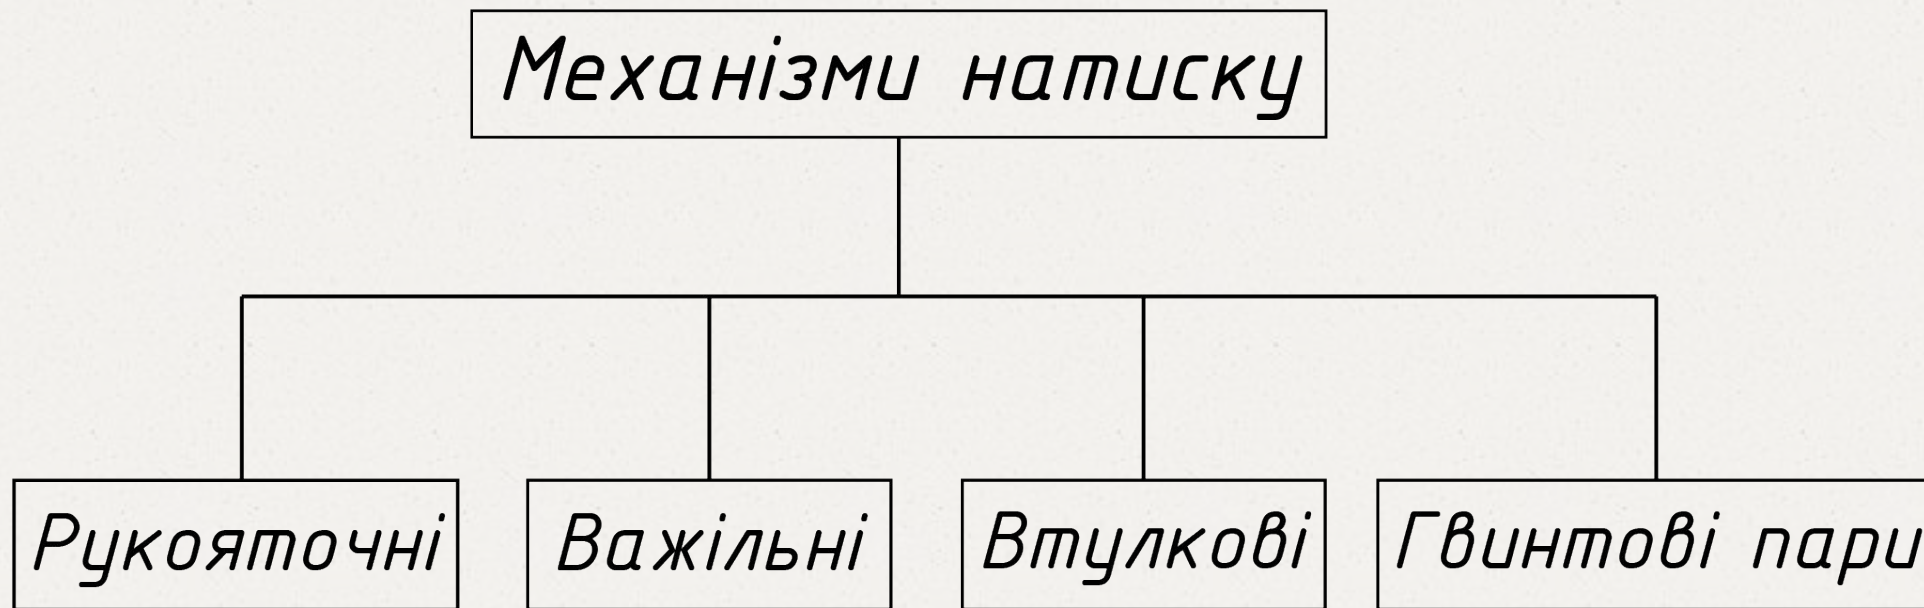 Механізми натиску
Рукояточні
Важільні
Втулкові
Гвинтові пари